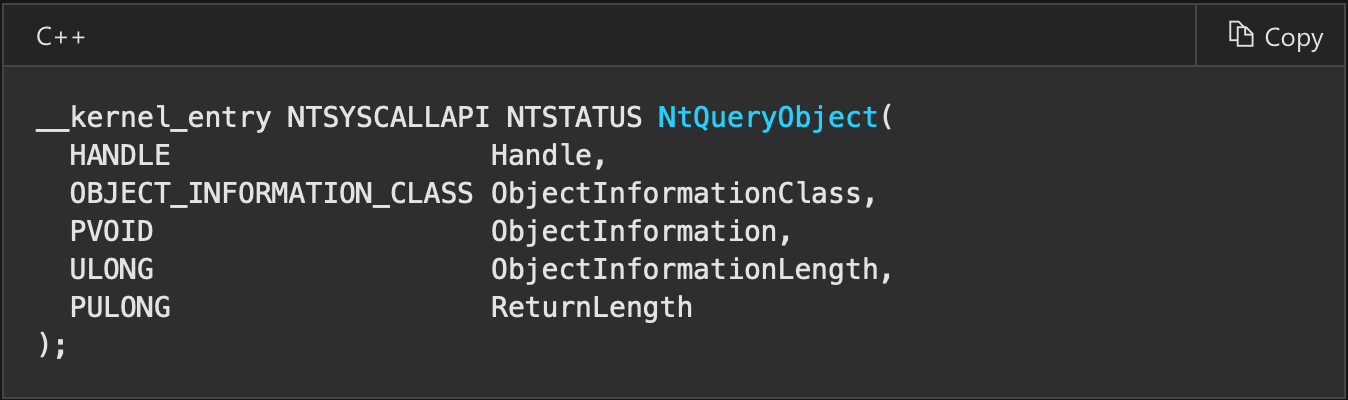 C++
Copy
__kernel_entry NTSYSCALLAPI NTSTATUS NtQueryObject(
  HANDLE                   Handle,
  OBJECT_INFORMATION_CLASS ObjectInformationClass,
  PVOID                    ObjectInformation,
  ULONG                    ObjectInformationLength,
  PULONG                   ReturnLength
);